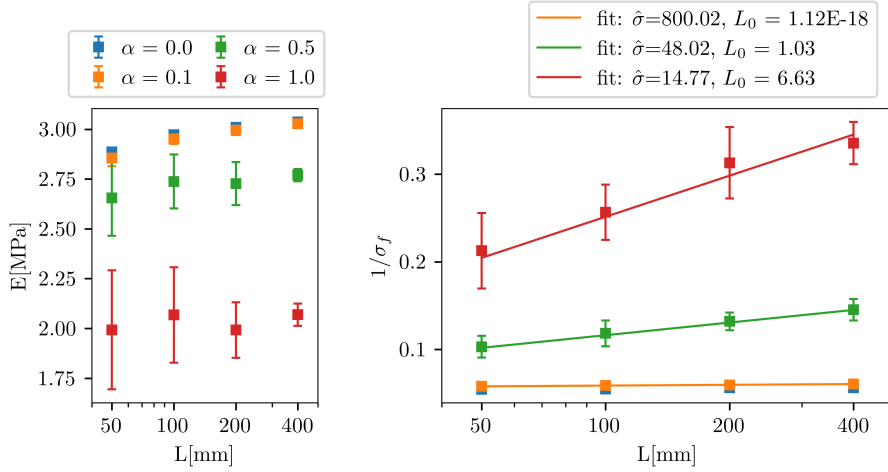 α = 0.0
α = 0.5
α = 0.1
α = 1.0
E[MPa]
3.00
2.75
2.50
2.25
2.00
1.75
50
100
200
400
L[mm]
fit: σ̂=800.02, L₀ = 1.12E-18
fit: σ̂=48.02, L₀ = 1.03
fit: σ̂=14.77, L₀ = 6.63
1/σ_f
0.3
0.2
0.1
50
100
200
400
L[mm]